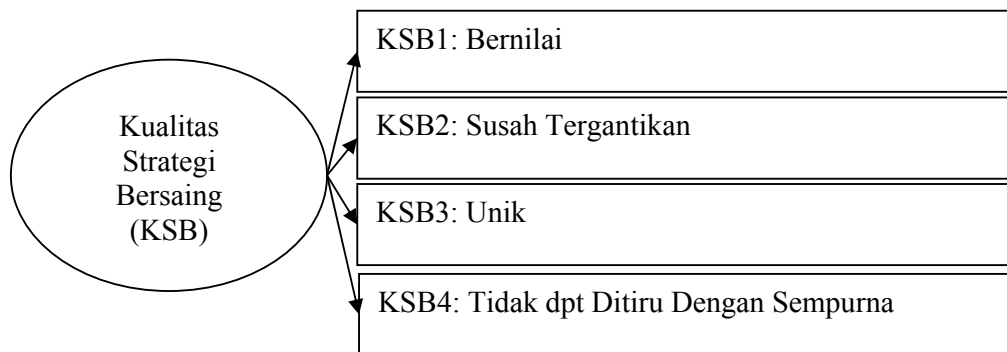 Kualitas
Strategi
Bersaing
(KSB)
KSB1: Bernilai
KSB2: Susah Tergantikan
KSB3: Unik
KSB4: Tidak dpt Ditiru Dengan Sempurna